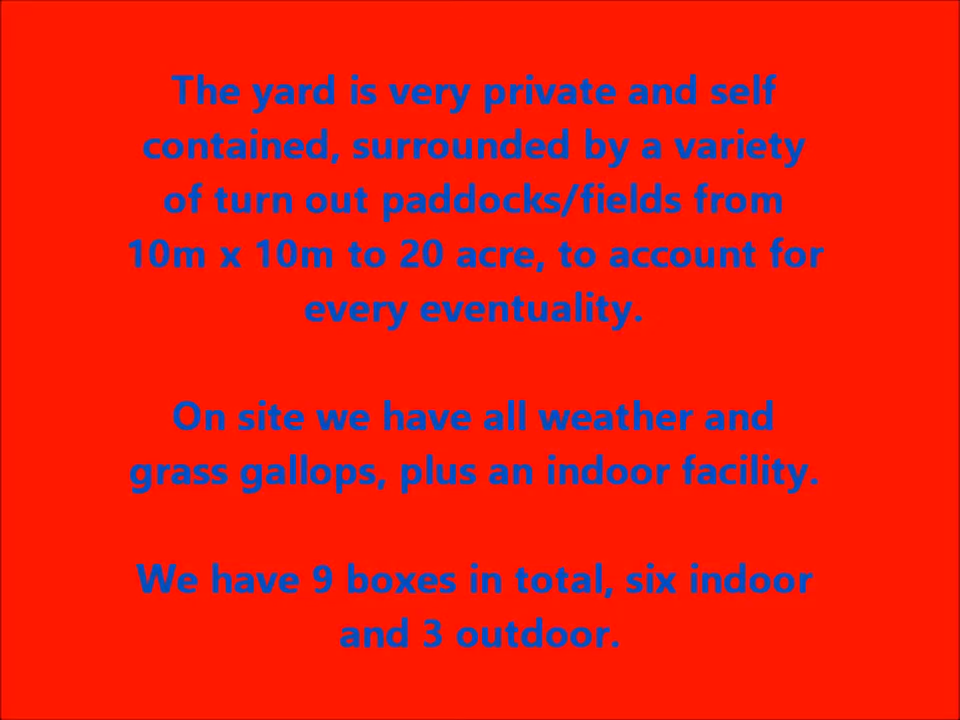 The yard is very private and self
contained, surrounded by a variety
of turn out paddocks/fields from
10m x 10m to 20 acre, to account for
every eventuality.
On site we have all weather and
grass gallops, plus an indoor facility.
We have 9 boxes in total, six indoor
and 3 outdoor.